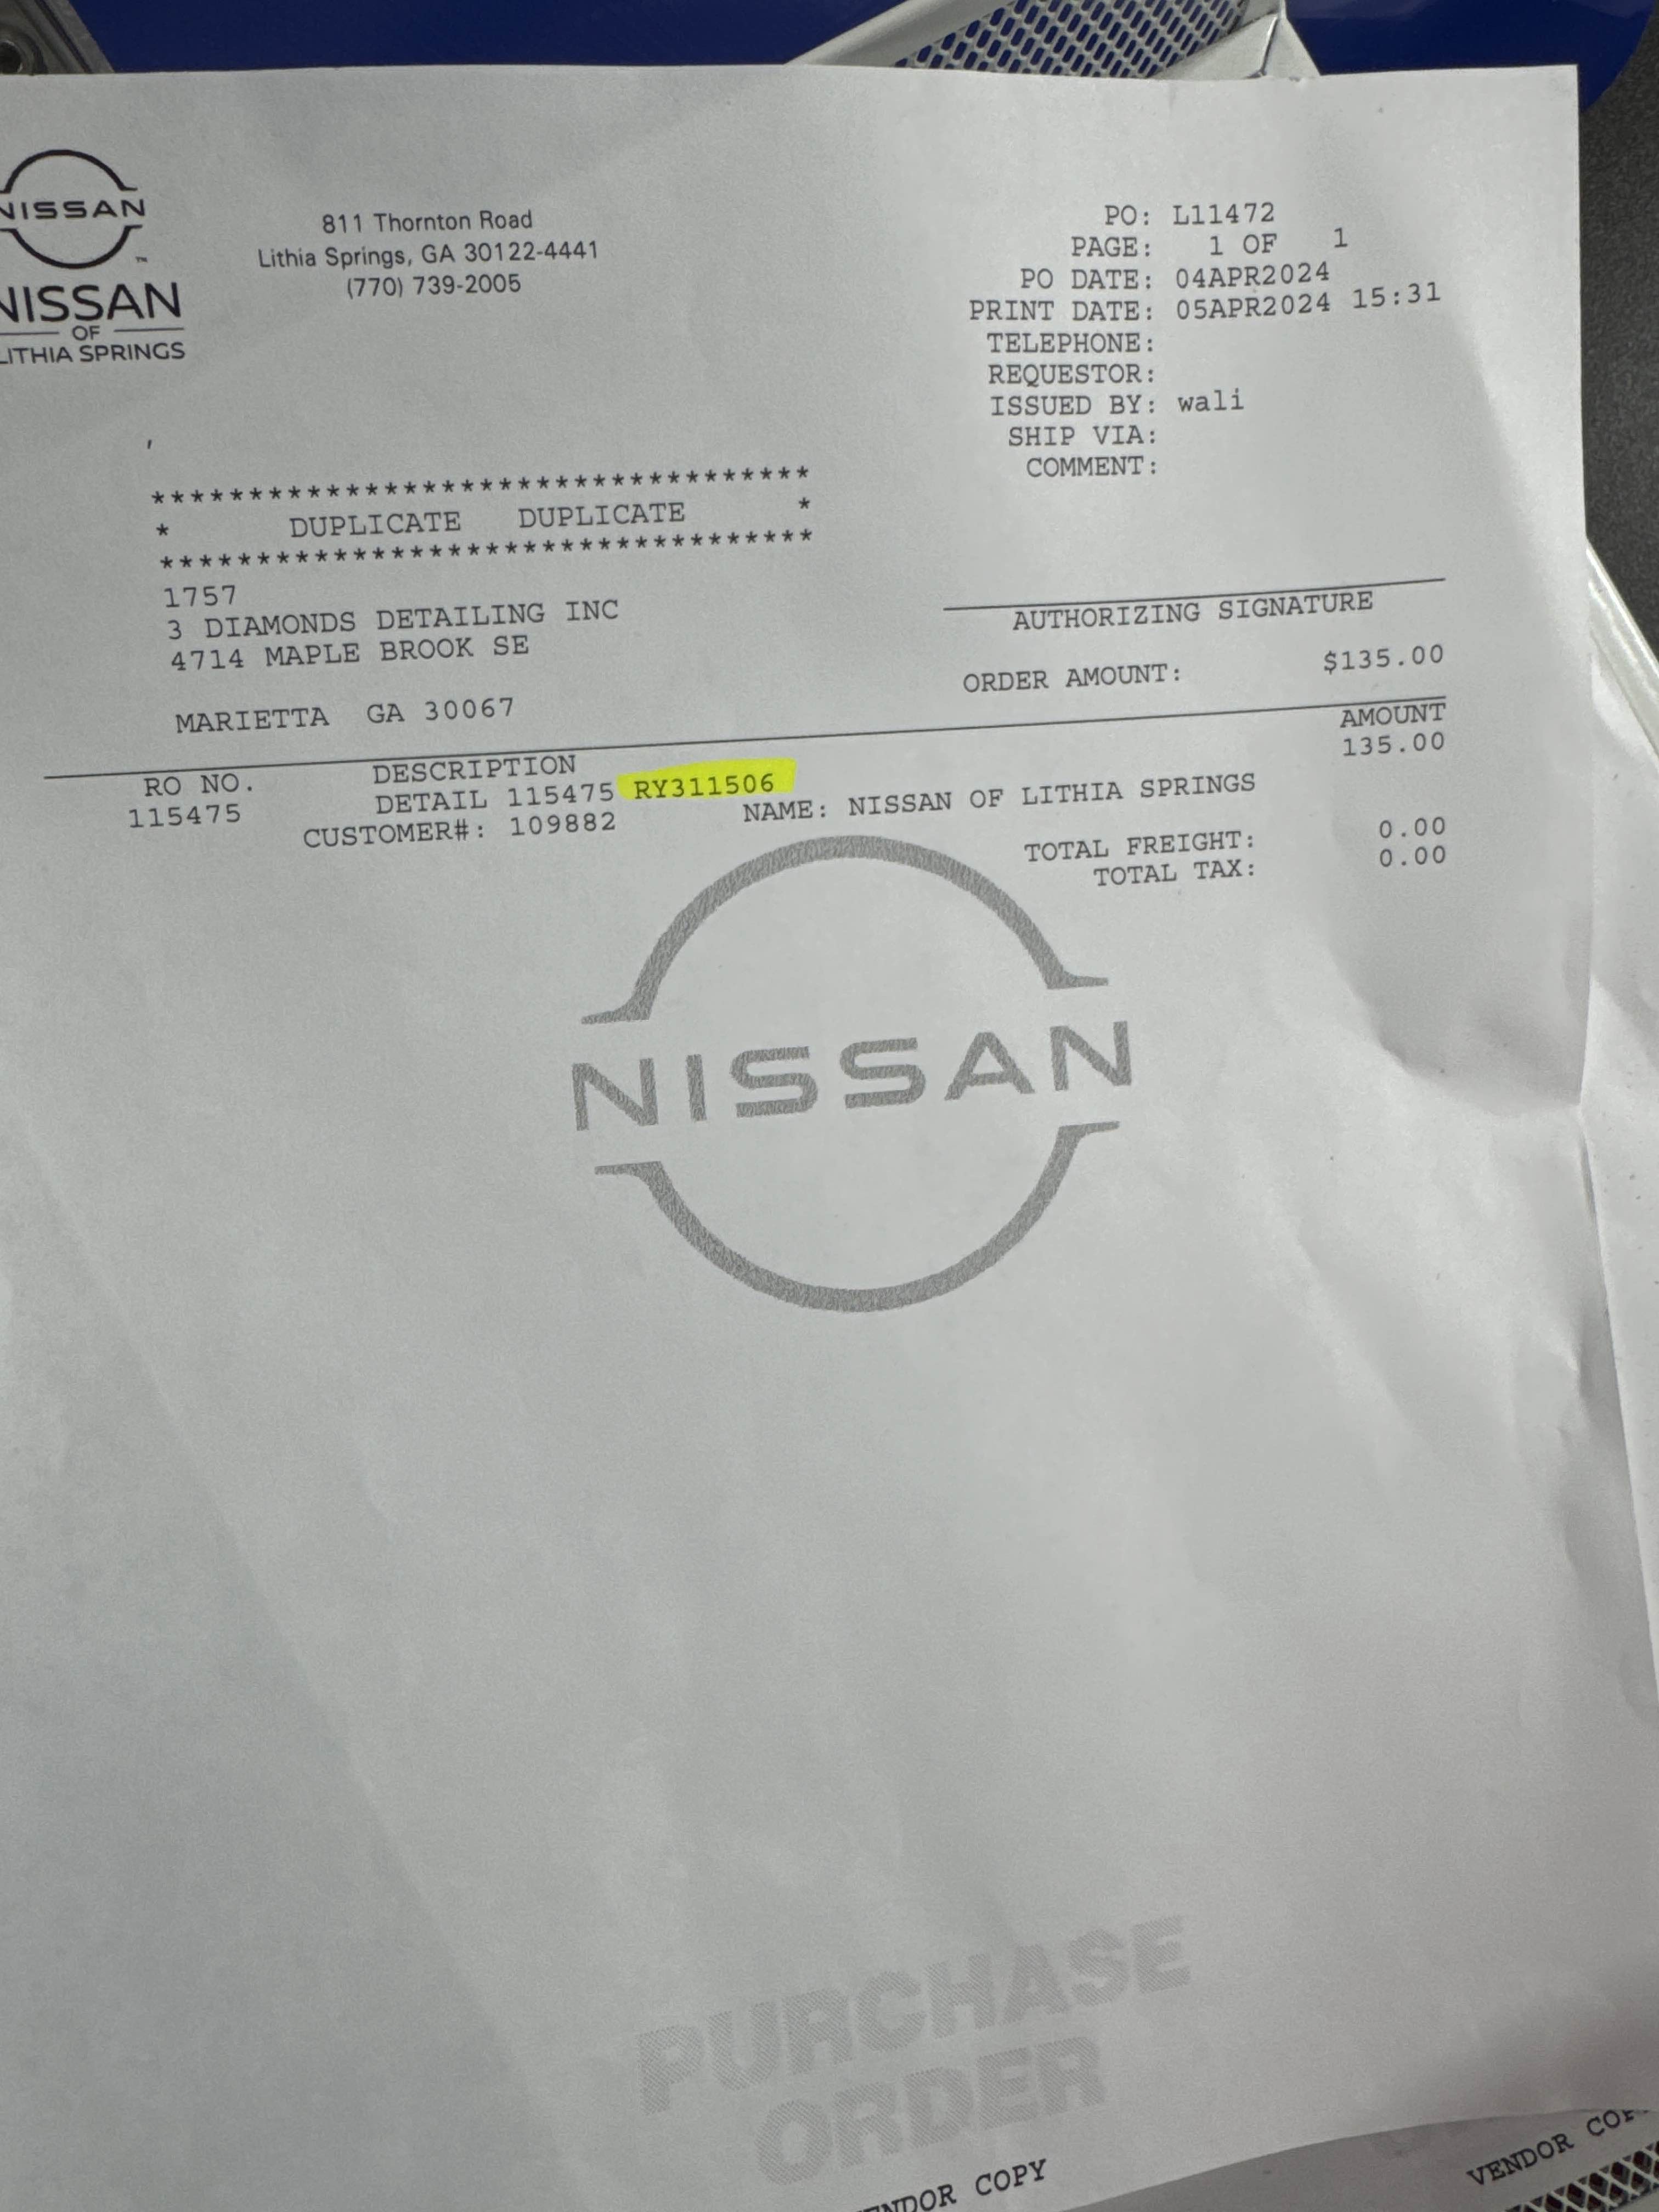 NISSAN
NISSAN
OF
LITHIA SPRINGS
811 Thornton Road
Lithia Springs, GA 30122-4441
(770) 739-2005
PO: L11472
PAGE: 1 OF 1
PO DATE: 04APR2024
PRINT DATE: 05APR2024 15:31
TELEPHONE:
REQUESTOR:
ISSUED BY: wali
SHIP VIA:
COMMENT:
**********************************
* DUPLICATE DUPLICATE *
**********************************
1757
3 DIAMONDS DETAILING INC
4714 MAPLE BROOK SE
MARIETTA GA 30067
AUTHORIZING SIGNATURE
ORDER AMOUNT: $135.00
RO NO. DESCRIPTION AMOUNT
115475 DETAIL 115475 RY311506 135.00
CUSTOMER#: 109882 NAME: NISSAN OF LITHIA SPRINGS
TOTAL FREIGHT: 0.00
TOTAL TAX: 0.00
NISSAN
PURCHASE
ORDER
VENDOR COPY
VENDOR COPY